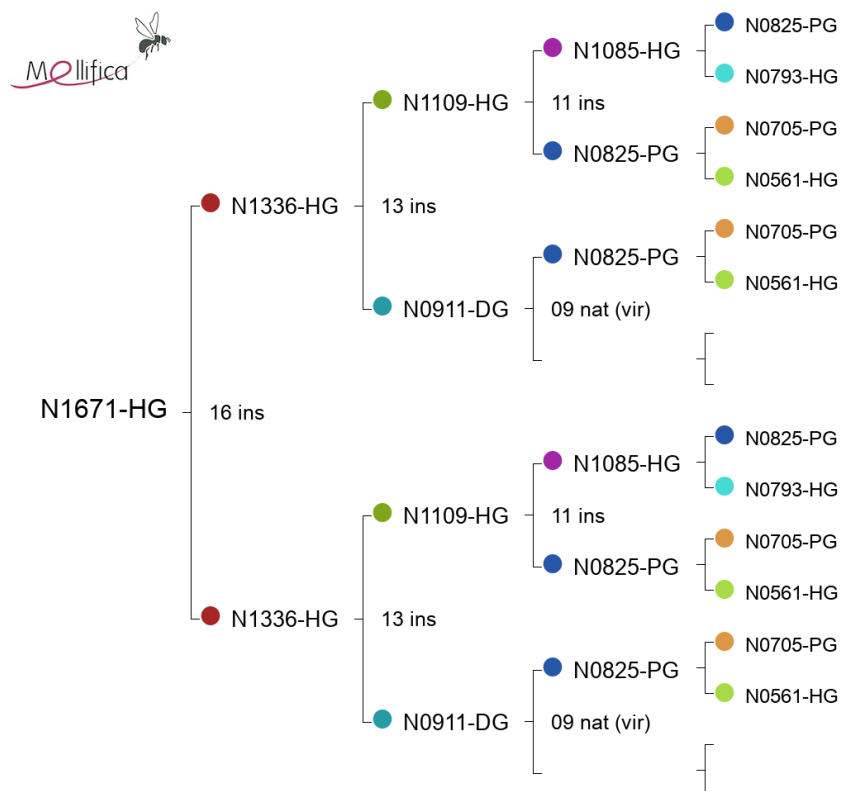 Mellifica
N0825-PG
N1085-HG
N0793-HG
N1109-HG
11 ins
N0705-PG
N0825-PG
N0561-HG
N1336-HG
13 ins
N0705-PG
N0825-PG
N0561-HG
N0911-DG
09 nat (vir)
N1671-HG
16 ins
N0825-PG
N1085-HG
N0793-HG
N1109-HG
11 ins
N0705-PG
N0825-PG
N0561-HG
N1336-HG
13 ins
N0705-PG
N0825-PG
N0561-HG
N0911-DG
09 nat (vir)